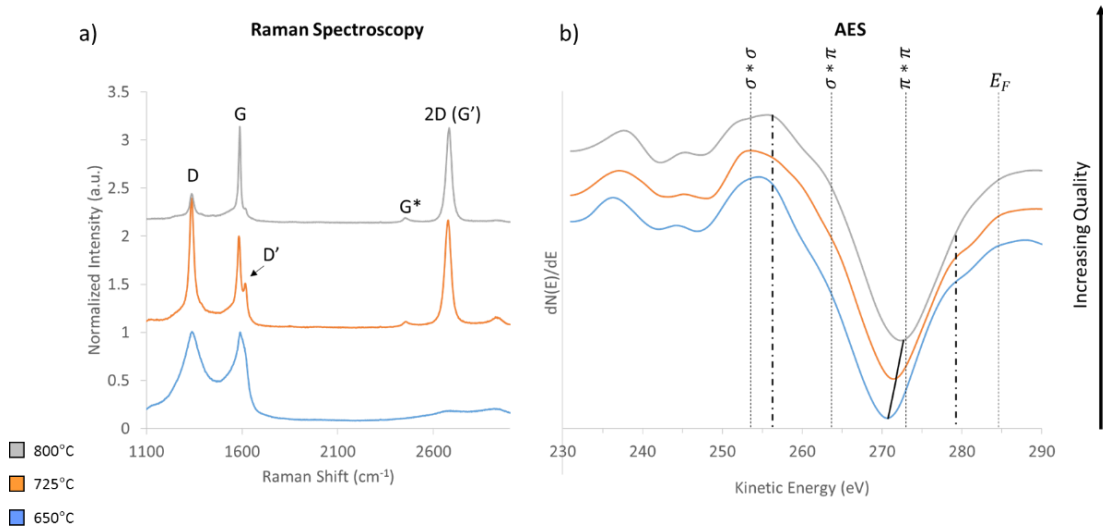 a)
Raman Spectroscopy
b)
AES
Normalized Intensity (a.u.)
3.5
3
2.5
2
1.5
1
0.5
0
D
G
D’
G*
2D (G’)
1100
1600
2100
2600
Raman Shift (cm-1)
σ * σ
σ * π
π * π
E_F
dN(E)/dE
230
240
250
260
270
280
290
Kinetic Energy (eV)
Increasing Quality
800°C
725°C
650°C